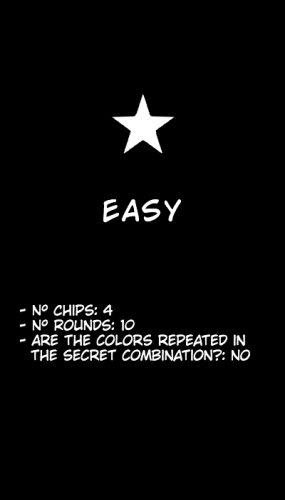 EASY
- Nº CHIPS: 4
- Nº ROUNDS: 10
- ARE THE COLORS REPEATED IN
THE SECRET COMBINATION?: NO